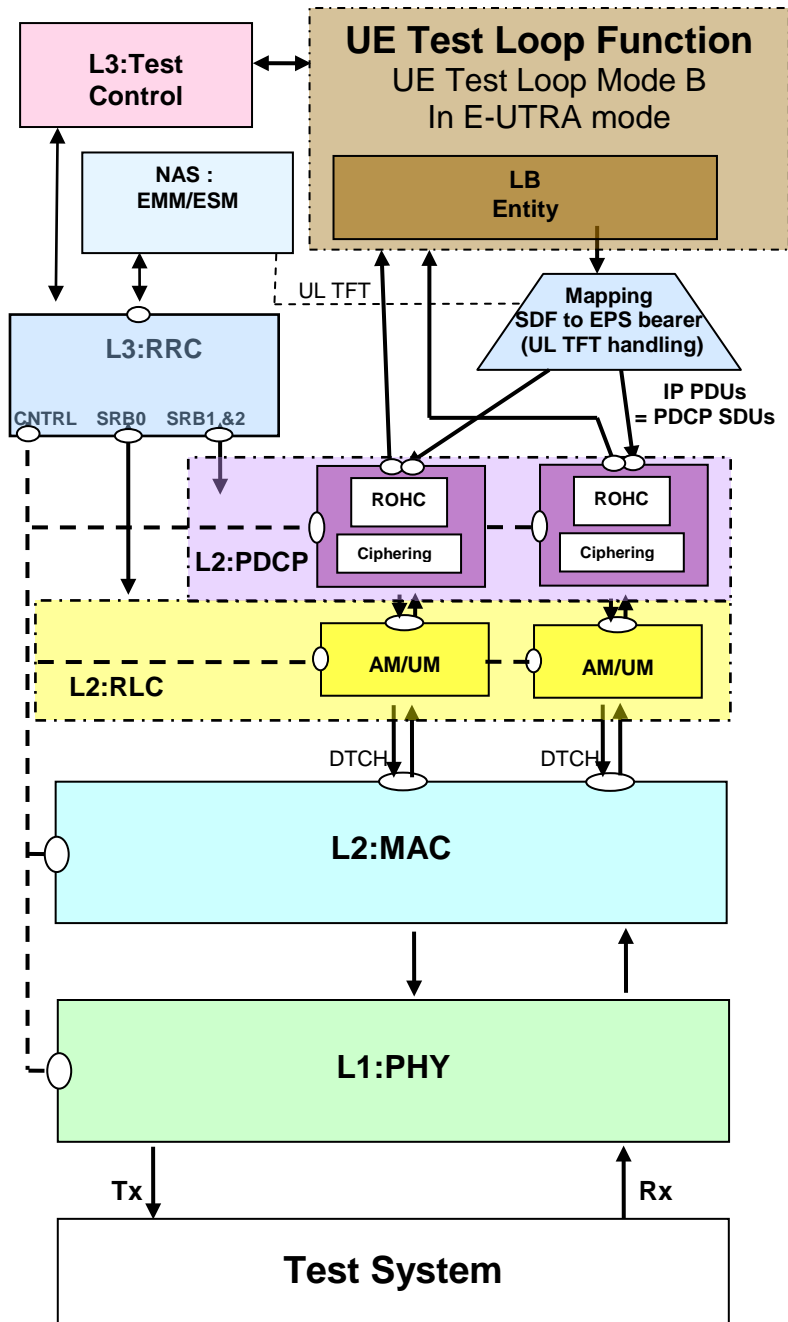 UE Test Loop Function
UE Test Loop Mode B
In E-UTRA mode
L3:Test
Control
NAS :
EMM/ESM
LB
Entity
UL TFT
Mapping
SDF to EPS bearer
(UL TFT handling)
L3:RRC
CNTRL SRB0 SRB1 &2
IP PDUs
= PDCP SDUs
ROHC
Ciphering
ROHC
Ciphering
L2:PDCP
AM/UM
AM/UM
L2:RLC
DTCH
DTCH
L2:MAC
L1:PHY
Tx
Rx
Test System